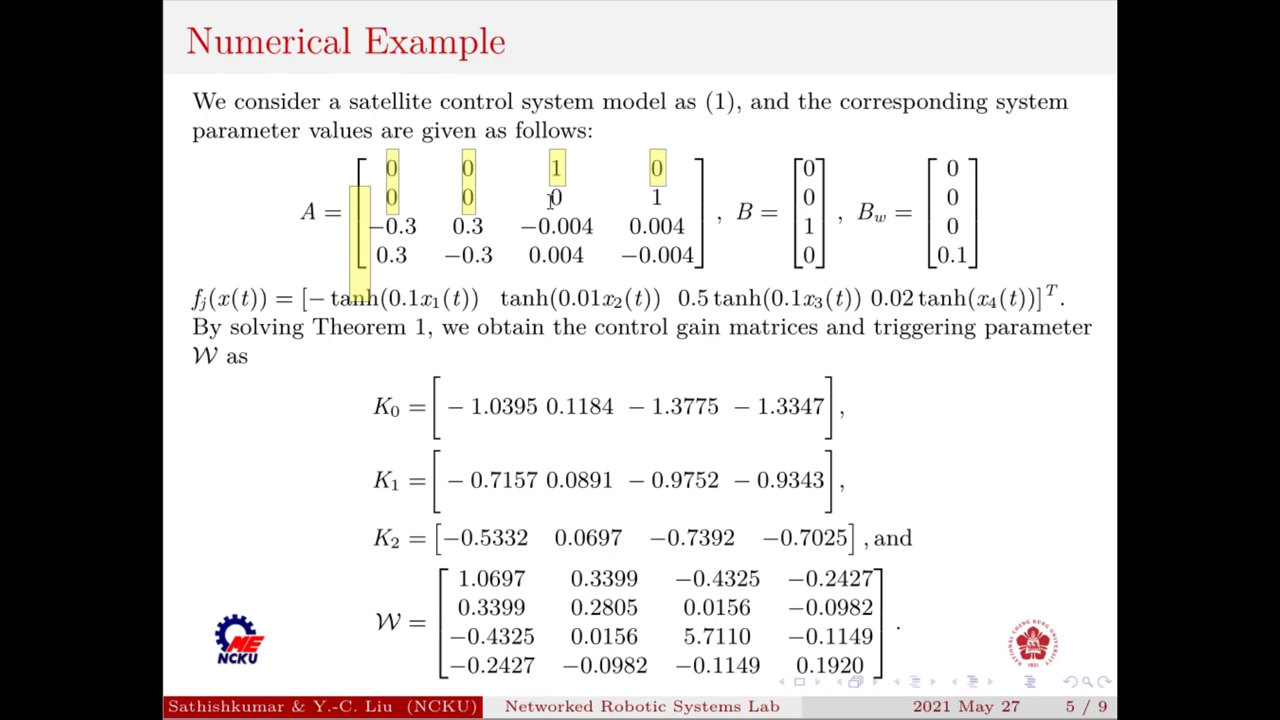 Numerical Example
We consider a satellite control system model as (1), and the corresponding system
parameter values are given as follows:
A = [0 0 1 0
0 0 0 1
−0.3 0.3 −0.004 0.004
0.3 −0.3 0.004 −0.004] , B = [0
0
1
0] , B_w = [0
0
0
0.1]
f_j(x(t)) = [− tanh(0.1x_1(t)) tanh(0.01x_2(t)) 0.5 tanh(0.1x_3(t)) 0.02 tanh(x_4(t))]^T.
By solving Theorem 1, we obtain the control gain matrices and triggering parameter
𝒲 as
K_0 = [ − 1.0395 0.1184 − 1.3775 − 1.3347] ,
K_1 = [ − 0.7157 0.0891 − 0.9752 − 0.9343] ,
K_2 = [−0.5332 0.0697 −0.7392 −0.7025] , and
𝒲 = [1.0697 0.3399 −0.4325 −0.2427
0.3399 0.2805 0.0156 −0.0982
−0.4325 0.0156 5.7110 −0.1149
−0.2427 −0.0982 −0.1149 0.1920] .
ME
NCKU
Sathishkumar & Y.-C. Liu (NCKU) Networked Robotic Systems Lab 2021 May 27 5 / 9